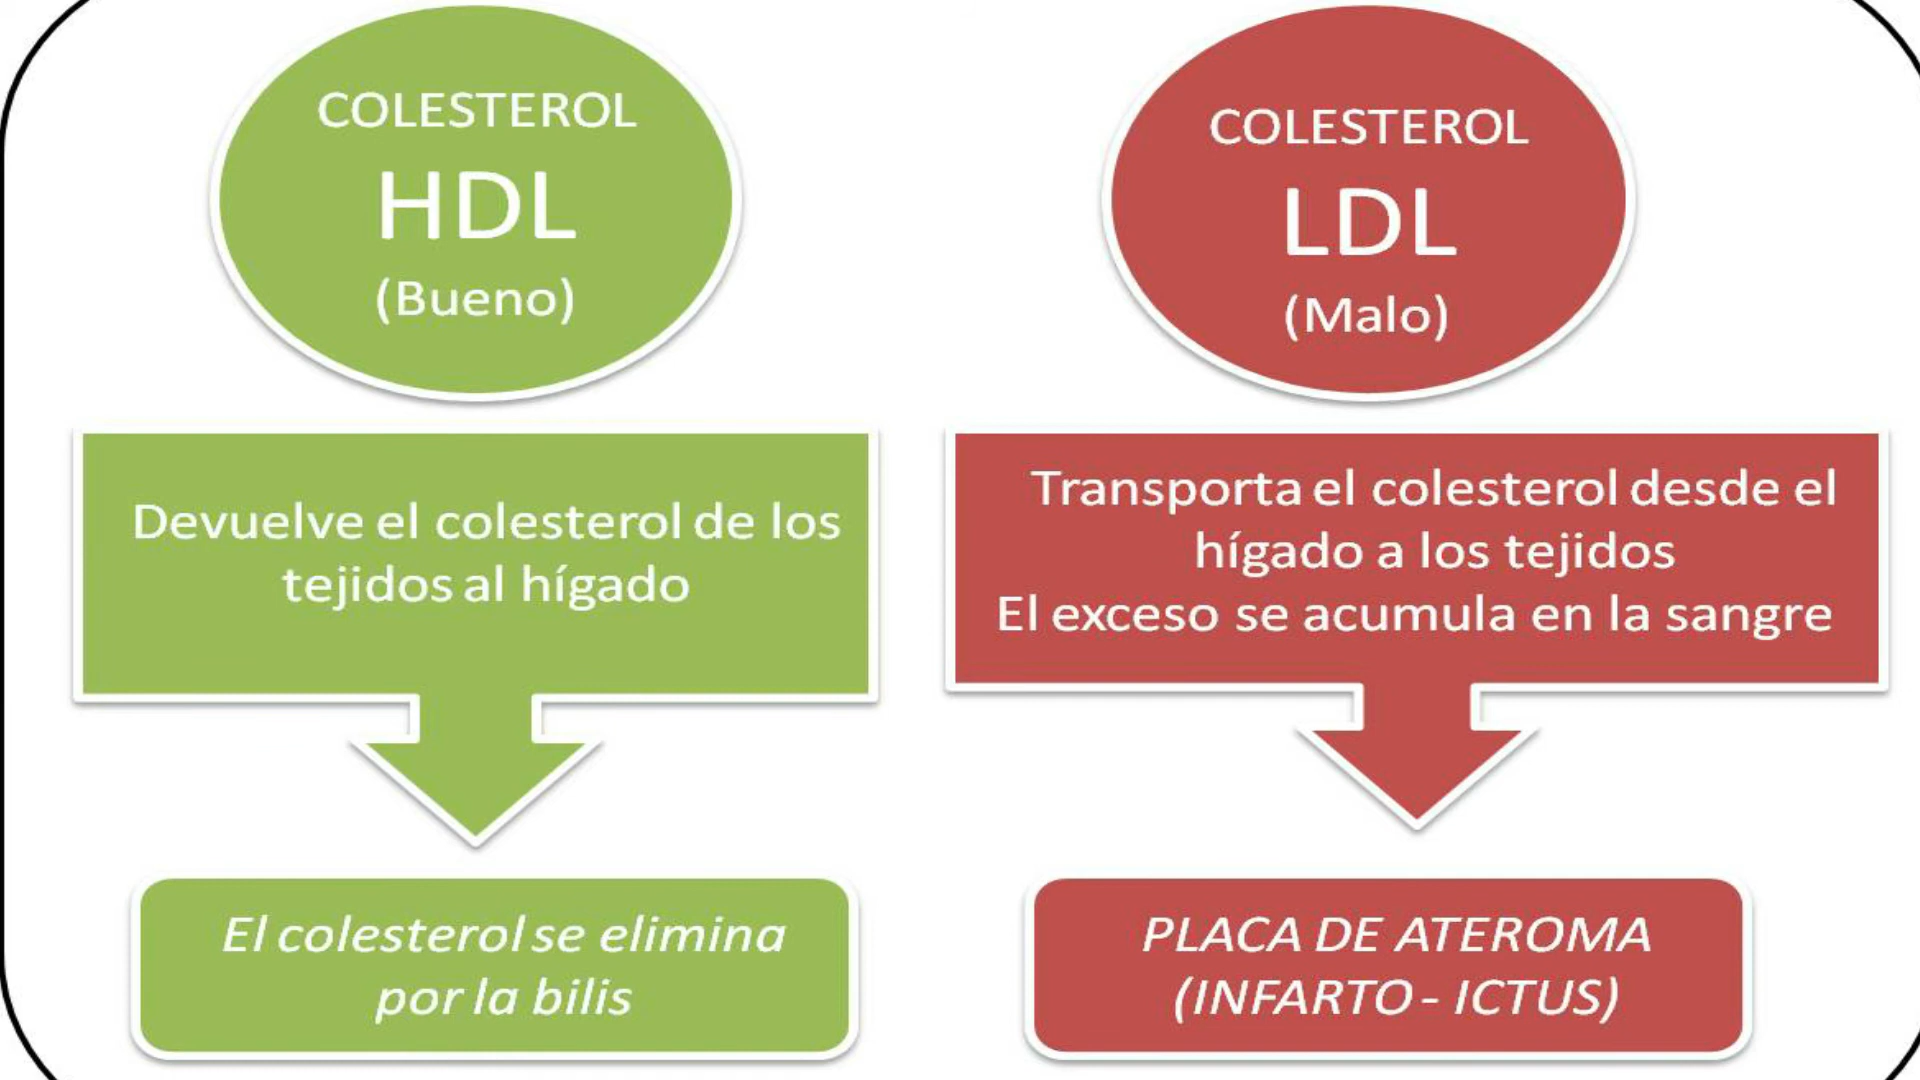 COLESTEROL
HDL
(Bueno)
Devuelve el colesterol de los
tejidos al hígado
El colesterol se elimina
por la bilis
COLESTEROL
LDL
(Malo)
Transporta el colesterol desde el
hígado a los tejidos
El exceso se acumula en la sangre
PLACA DE ATEROMA
(INFARTO - ICTUS)